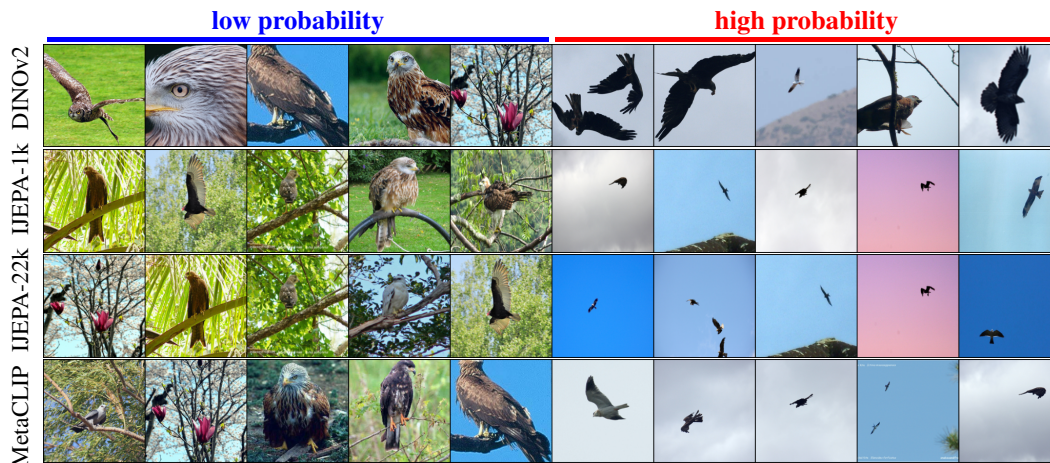 low probability
high probability
DINOv2
IJEPA-1k
IJEPA-22k
MetaCLIP